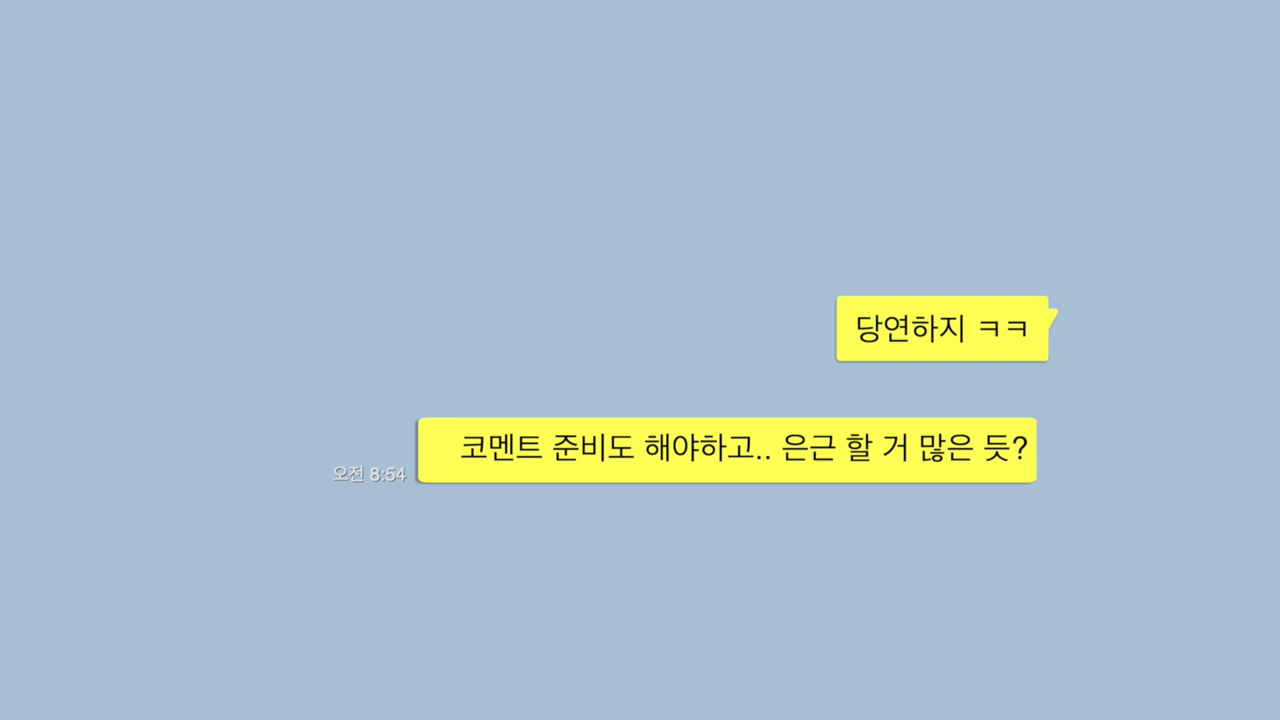 당연하지 ㅋㅋ
코멘트 준비도 해야하고.. 은근 할 거 많은 듯?
오전 8:54